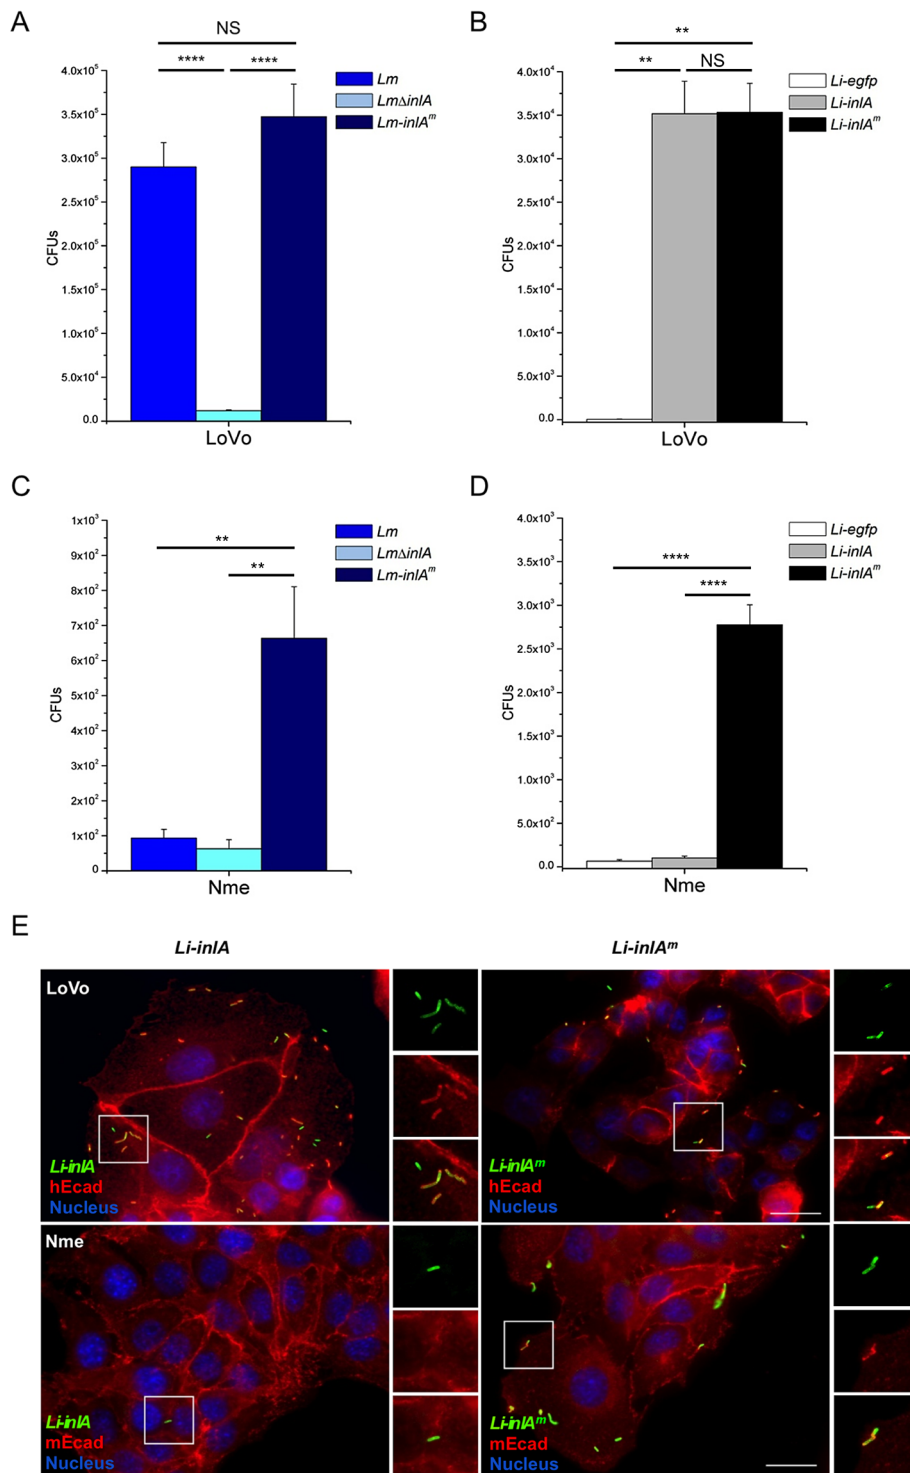 A
NS
**** ****
4.0x10⁵
3.5x10⁵
3.0x10⁵
2.5x10⁵
2.0x10⁵
1.5x10⁵
1.0x10⁵
5.0x10⁴
0.0
CFUs
LoVo
Lm
LmΔinlA
Lm-inlAᵐ
B
**
** NS
4.0x10⁴
3.5x10⁴
3.0x10⁴
2.5x10⁴
2.0x10⁴
1.5x10⁴
1.0x10⁴
5.0x10³
0.0
CFUs
LoVo
Li-egfp
Li-inlA
Li-inlAᵐ
C
**
**
1x10³
9x10²
8x10²
7x10²
6x10²
5x10²
4x10²
3x10²
2x10²
1x10²
0
CFUs
Nme
Lm
LmΔinlA
Lm-inlAᵐ
D
****
****
4.0x10³
3.5x10³
3.0x10³
2.5x10³
2.0x10³
1.5x10³
1.0x10³
5.0x10²
0.0
CFUs
Nme
Li-egfp
Li-inlA
Li-inlAᵐ
E
Li-inlA
Li-inlAᵐ
LoVo
Li-inlA
hEcad
Nucleus
Li-inlAᵐ
hEcad
Nucleus
Nme
Li-inlA
mEcad
Nucleus
Li-inlAᵐ
mEcad
Nucleus